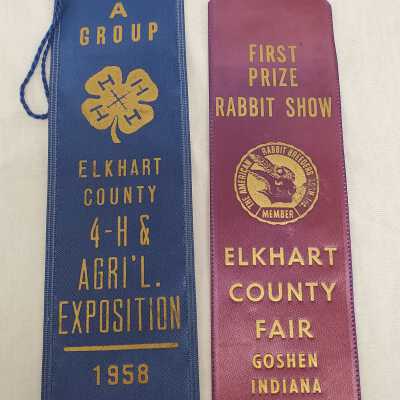 A
GROUP
H H H H
ELKHART
COUNTY
4-H &
AGRI'L.
EXPOSITION
1958
FIRST
PRIZE
RABBIT SHOW
THE AMERICAN RABBIT BREEDERS ASS'N INC
MEMBER
ELKHART
COUNTY
FAIR
GOSHEN
INDIANA